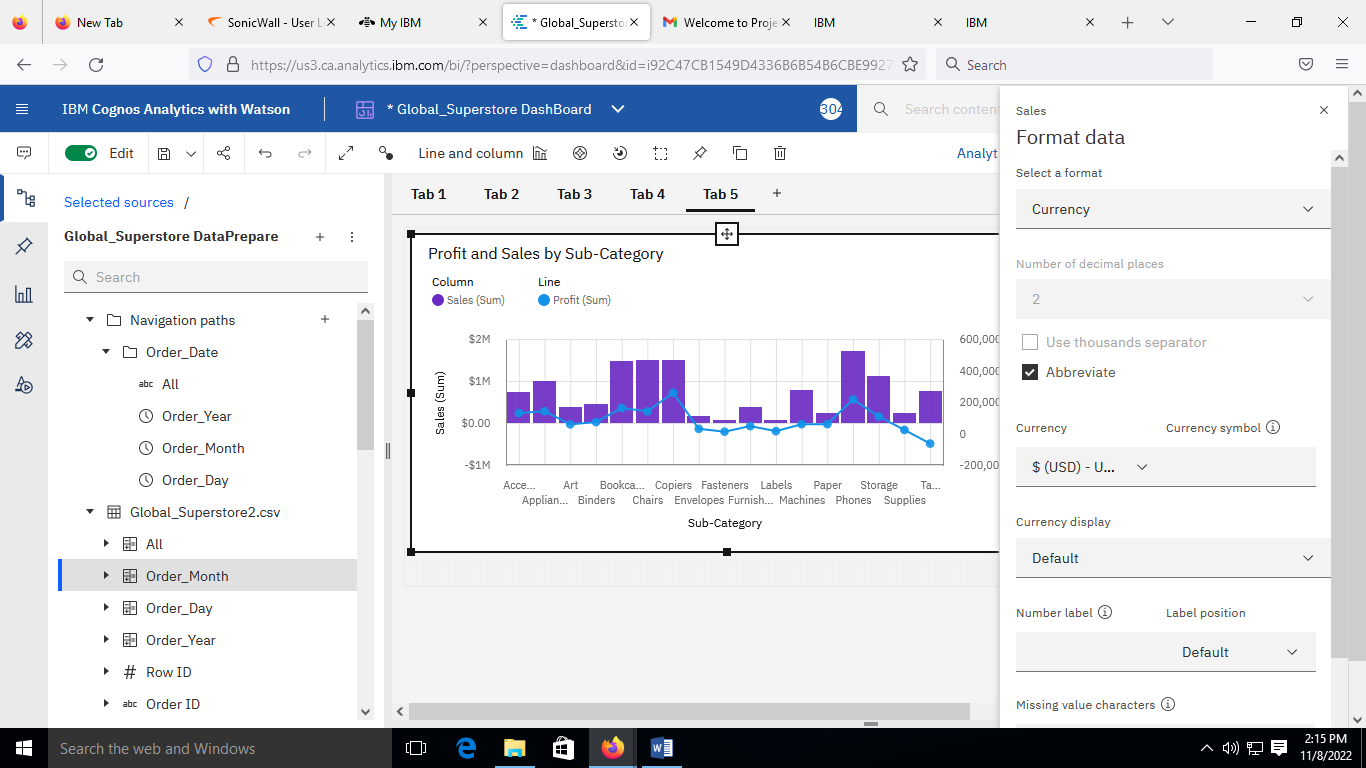 New Tab
SonicWall - User L
My IBM
* Global_Superstor
Welcome to Proje
IBM
IBM
https://us3.ca.analytics.ibm.com/bi/?perspective=dashboard&id=i92C47CB1549D4336B6B54B6CBE9927
Search
IBM Cognos Analytics with Watson
* Global_Superstore DashBoard
304
Search conten
Edit
Line and column
Analyt
Selected sources /
Global_Superstore DataPrepare
Search
Navigation paths
Order_Date
abc All
Order_Year
Order_Month
Order_Day
Global_Superstore2.csv
All
Order_Month
Order_Day
Order_Year
# Row ID
abc Order ID
Tab 1 Tab 2 Tab 3 Tab 4 Tab 5
Profit and Sales by Sub-Category
Column Line
Sales (Sum) Profit (Sum)
Sales (Sum)
$2M
$1M
$0.00
-$1M
600,000
400,000
200,000
0
-200,00
Acce... Art Bookca... Copiers Fasteners Labels Paper Storage Ta...
Applian... Binders Chairs Envelopes Furnish... Machines Phones Supplies
Sub-Category
Sales
Format data
Select a format
Currency
Number of decimal places
2
Use thousands separator
Abbreviate
Currency Currency symbol
$ (USD) - U...
Currency display
Default
Number label Label position
Default
Missing value characters
Search the web and Windows
2:15 PM
11/8/2022